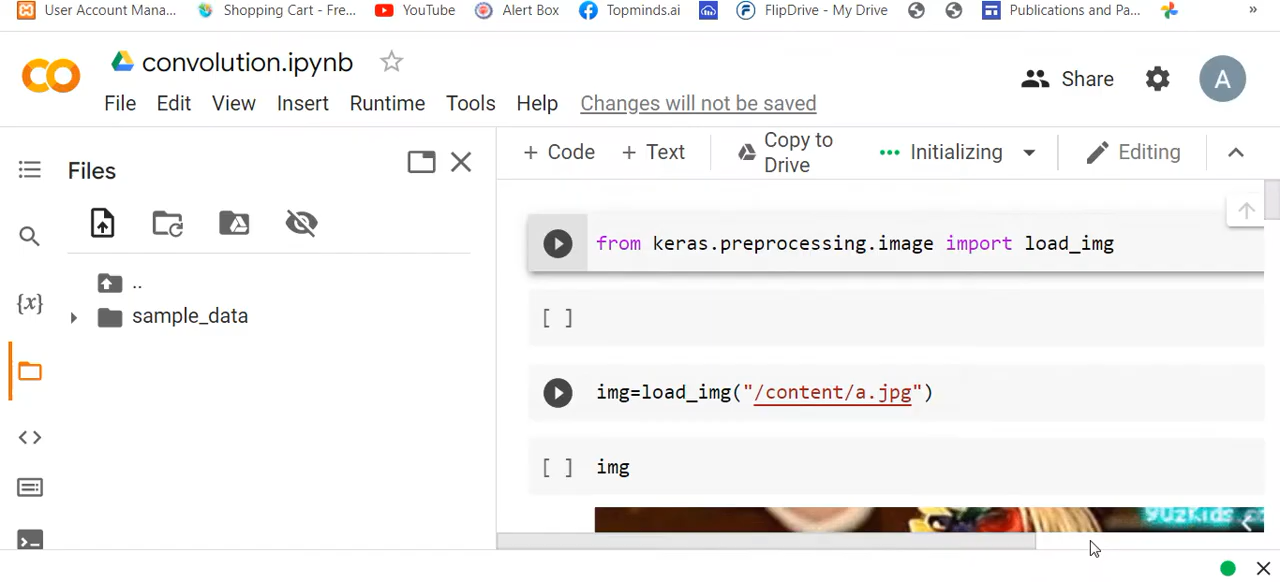 User Account Mana... Shopping Cart - Fre... YouTube Alert Box Topminds.ai FlipDrive - My Drive Publications and Pa... »
convolution.ipynb
Share A
File Edit View Insert Runtime Tools Help Changes will not be saved
Files
+ Code + Text Copy to Drive Initializing Editing
from keras.preprocessing.image import load_img
..
{x} sample_data
[ ]
img=load_img("/content/a.jpg")
[ ] img
90zKids.c